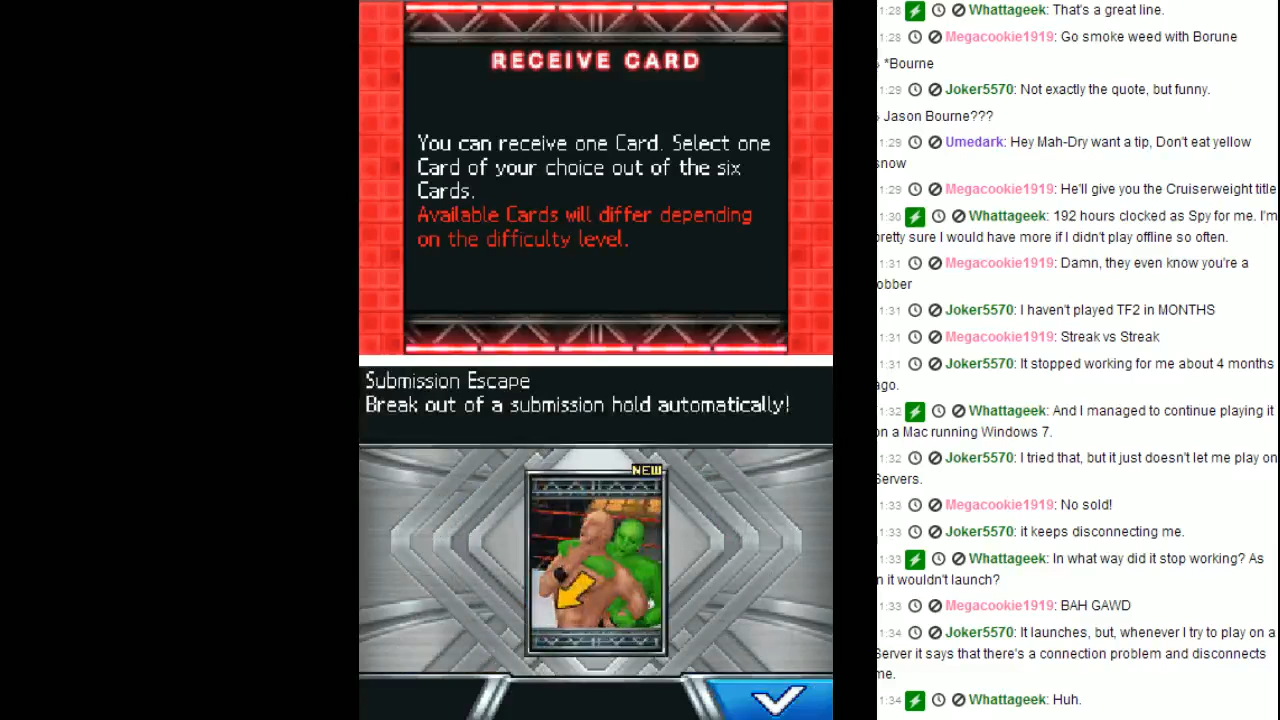 RECEIVE CARD
You can receive one Card. Select one
Card of your choice out of the six
Cards.
Available Cards will differ depending
on the difficulty level.
Submission Escape
Break out of a submission hold automatically!
NEW
1:28 Whattageek: That's a great line.
1:28 Megacookie1919: Go smoke weed with Borune
*Bourne
1:29 Joker5570: Not exactly the quote, but funny.
Jason Bourne???
1:29 Umedark: Hey Mah-Dry want a tip, Don't eat yellow
snow
1:29 Megacookie1919: He'll give you the Cruiserweight title
1:30 Whattageek: 192 hours clocked as Spy for me. I'm
pretty sure I would have more if I didn't play offline so often.
1:31 Megacookie1919: Damn, they even know you're a
obber
1:31 Joker5570: I haven't played TF2 in MONTHS
1:31 Megacookie1919: Streak vs Streak
1:31 Joker5570: It stopped working for me about 4 months
ago.
1:32 Whattageek: And I managed to continue playing it
on a Mac running Windows 7.
1:32 Joker5570: I tried that, but it just doesn't let me play on
Servers.
1:33 Megacookie1919: No sold!
1:33 Joker5570: it keeps disconnecting me.
1:33 Whattageek: In what way did it stop working? As
n it wouldn't launch?
1:33 Megacookie1919: BAH GAWD
1:34 Joker5570: It launches, but, whenever I try to play on a
Server it says that there's a connection problem and disconnects
me.
1:34 Whattageek: Huh.